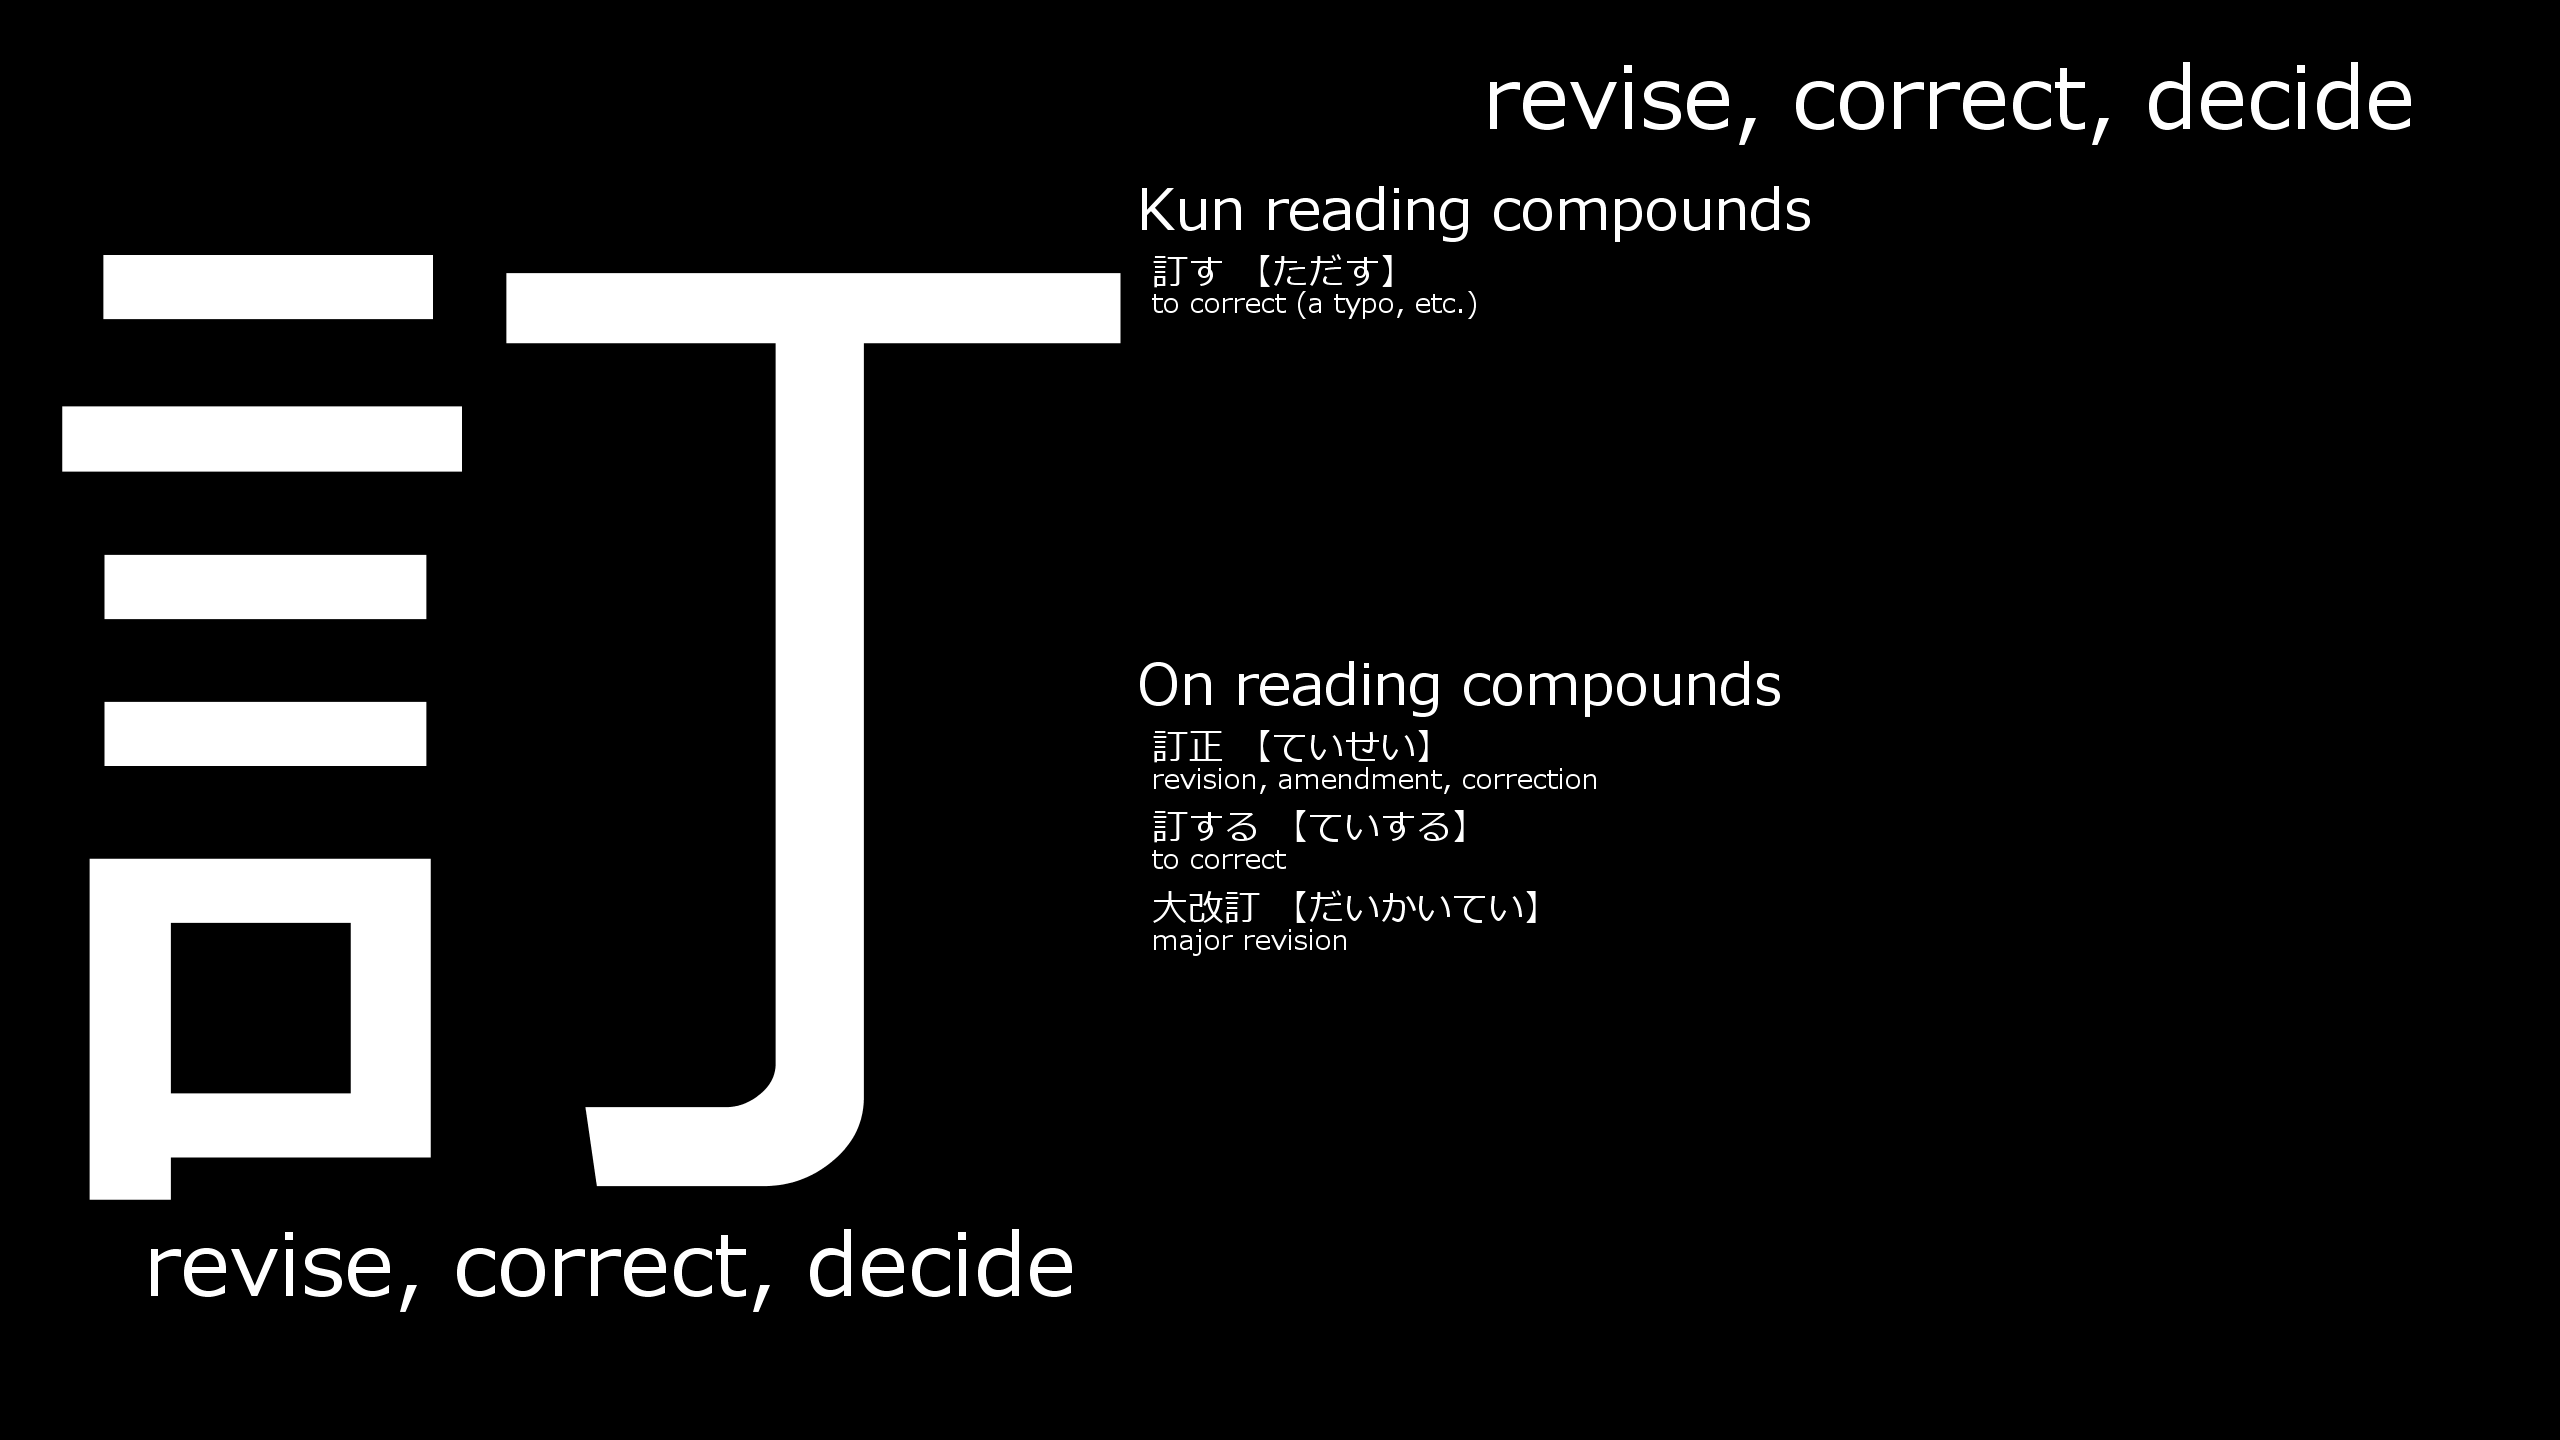 訂
revise, correct, decide
revise, correct, decide
Kun reading compounds
訂す 【ただす】
to correct (a typo, etc.)
On reading compounds
訂正 【ていせい】
revision, amendment, correction
訂する 【ていする】
to correct
大改訂 【だいかいてい】
major revision